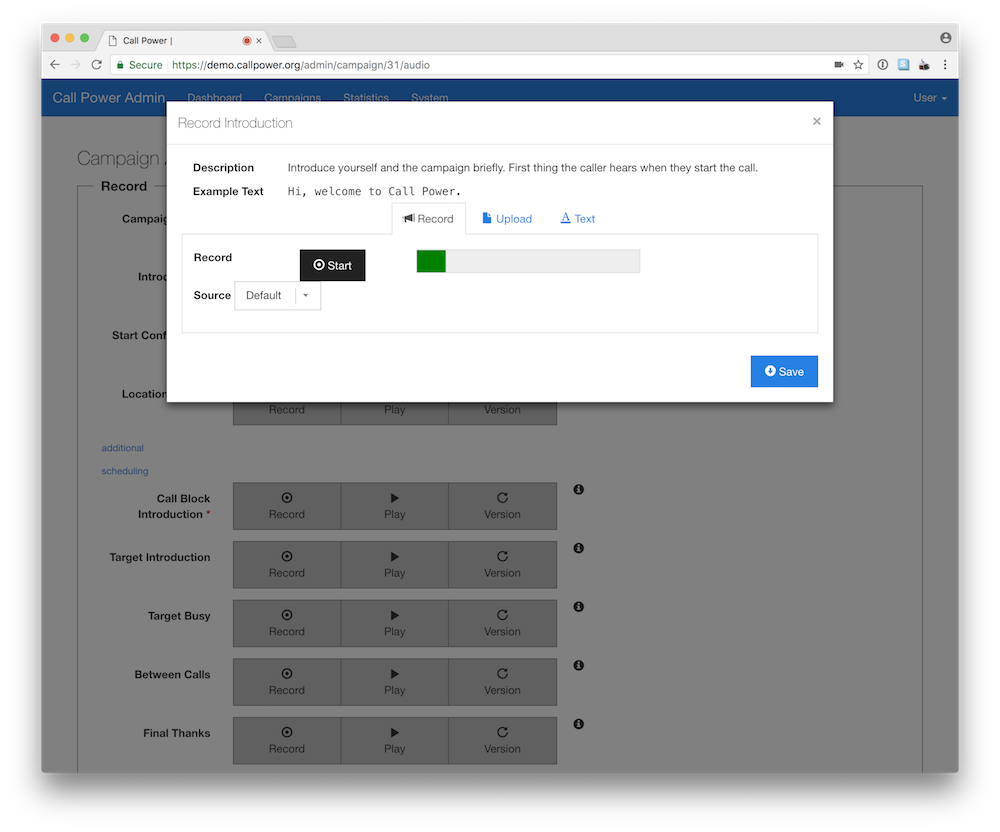 Call Power |
Secure https://demo.callpower.org/admin/campaign/31/audio
Call Power Admin Dashboard Campaigns Statistics System User
Record Introduction ×
Campaign
Description Introduce yourself and the campaign briefly. First thing the caller hears when they start the call.
Record
Example Text Hi, welcome to Call Power.
Campaig
Record Upload Text
Record
Start
Introd
Source Default
Start Conf
Save
Location
Record Play Version
additional
scheduling
Call Block
Introduction *
Record Play Version
Target Introduction
Record Play Version
Target Busy
Record Play Version
Between Calls
Record Play Version
Final Thanks
Record Play Version